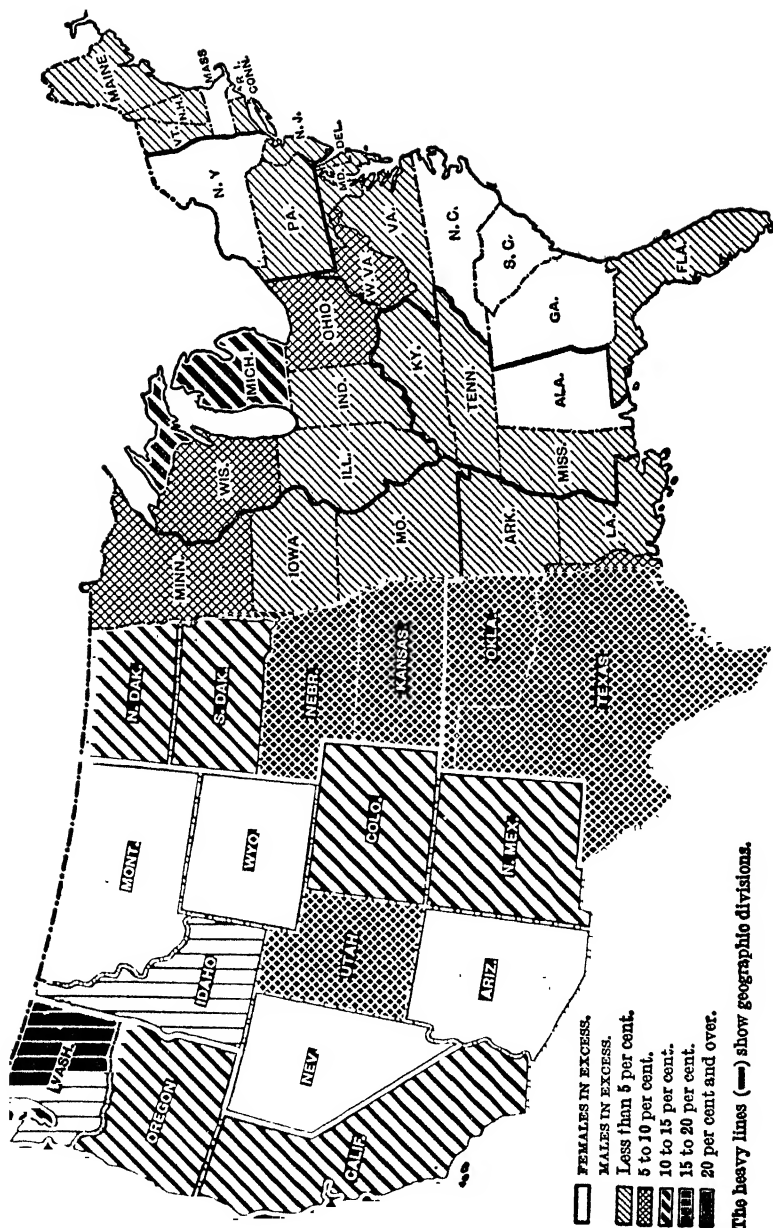 WASH.
OREGON
CALIF.
NEV.
IDAHO
MONT.
WYO.
UTAH
ARIZ.
COLO.
N. MEX.
N. DAK.
S. DAK.
NEBR.
KANSAS
OKLA.
TEXAS
MINN.
IOWA
MO.
ARK.
LA.
WIS.
ILL.
MICH.
IND.
OHIO
KY.
TENN.
MISS.
ALA.
GA.
FLA.
S. C.
N. C.
VA.
W. VA.
MD.
DEL.
PA.
N. J.
N. Y
CONN.
R. I.
MASS
VT.
N.H.
MAINE
FEMALES IN EXCESS.
MALES IN EXCESS.
Less than 5 per cent.
5 to 10 per cent.
10 to 15 per cent.
15 to 20 per cent.
20 per cent and over.
The heavy lines (—) show geographic divisions.